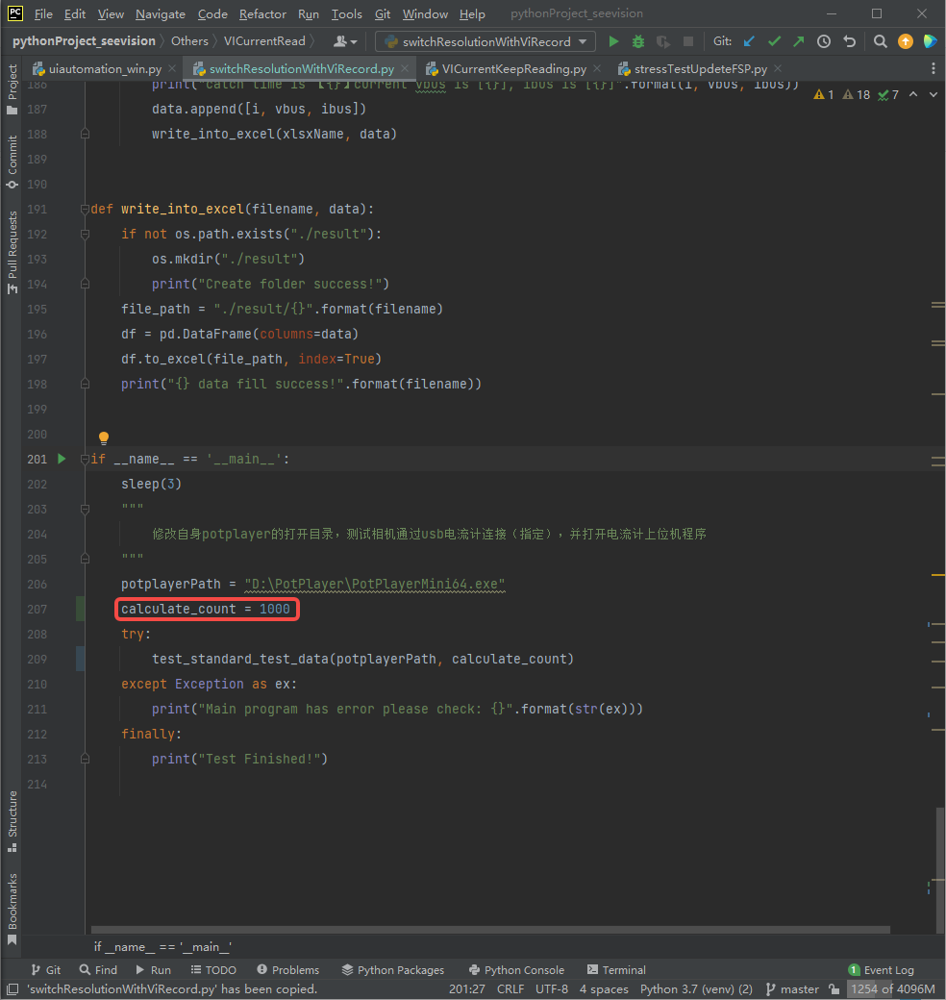 File Edit View Navigate Code Refactor Run Tools Git Window Help pythonProject_seevision
pythonProject_seevision Others VICurrentRead switchResolutionWithViRecord Git:
uiautomation_win.py switchResolutionWithViRecord.py VICurrentKeepReading.py stressTestUpdeteFSP.py
Project
Commit
Pull Requests
Structure
Bookmarks
1 18 7
186 print("catch time is 【{}】current vbus is [{}], ibus is [{}]".format(i, vbus, ibus))
187 data.append([i, vbus, ibus])
188 write_into_excel(xlsxName, data)
189
190
191 def write_into_excel(filename, data):
192 if not os.path.exists("./result"):
193 os.mkdir("./result")
194 print("Create folder success!")
195 file_path = "./result/{}".format(filename)
196 df = pd.DataFrame(columns=data)
197 df.to_excel(file_path, index=True)
198 print("{} data fill success!".format(filename))
199
200
201 if __name__ == '__main__':
202 sleep(3)
203 """
204 修改自身potplayer的打开目录，测试相机通过usb电流计连接（指定），并打开电流计上位机程序
205 """
206 potplayerPath = "D:\PotPlayer\PotPlayerMini64.exe"
207 calculate_count = 1000
208 try:
209 test_standard_test_data(potplayerPath, calculate_count)
210 except Exception as ex:
211 print("Main program has error please check: {}".format(str(ex)))
212 finally:
213 print("Test Finished!")
214
if __name__ == '__main__'
Git Find Run TODO Problems Python Packages Python Console Terminal 1 Event Log
'switchResolutionWithViRecord.py' has been copied. 201:27 CRLF UTF-8 4 spaces Python 3.7 (venv) (2) master 1254 of 4096M